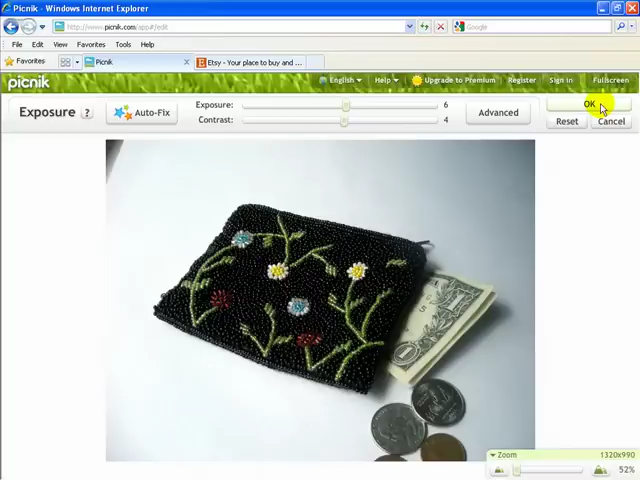 Picnik - Windows Internet Explorer
http://www.picnik.com/app#/edit
Google
File Edit View Favorites Tools Help
Favorites
Picnik
Etsy - Your place to buy and ...
picnik
English
Help
Upgrade to Premium
Register
Sign in
Fullscreen
Exposure ?
Auto-Fix
Exposure: 6
Contrast: 4
Advanced
OK
Reset
Cancel
Zoom 1320x990
52%